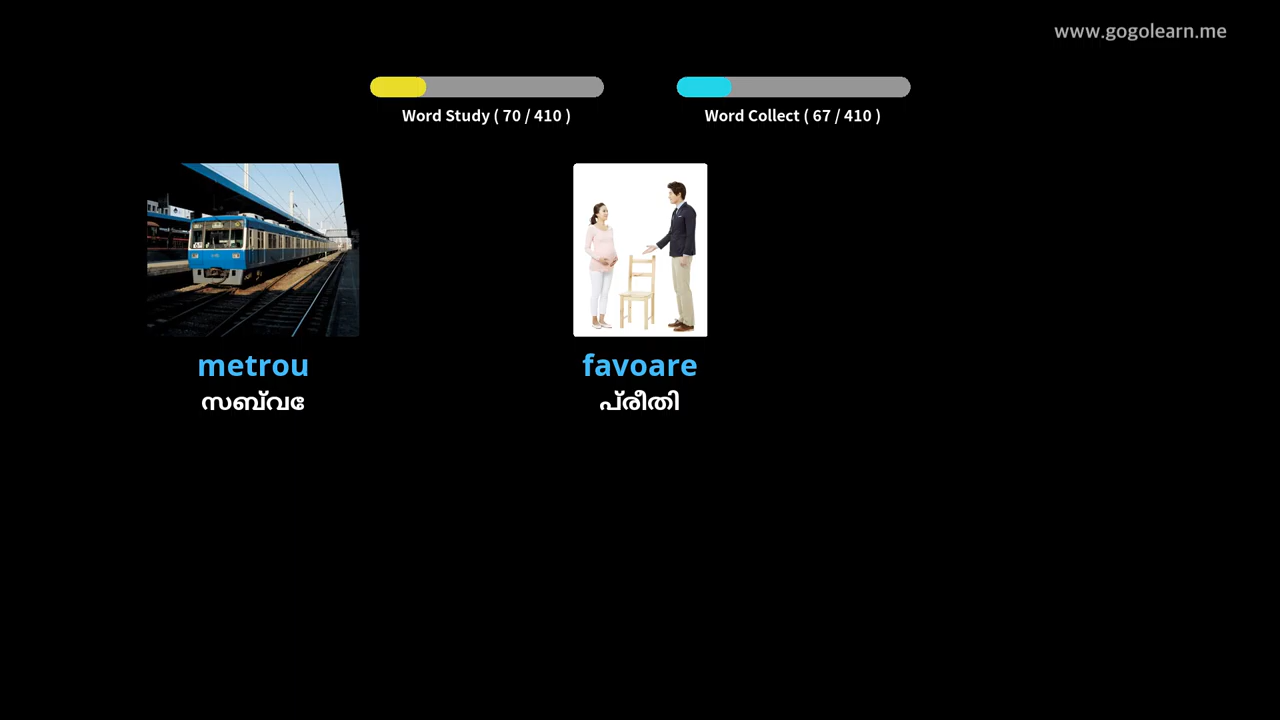 www.gogolearn.me
Word Study ( 70 / 410 )
Word Collect ( 67 / 410 )
metrou
സബ്‌വേ
favoare
പ്രീതി